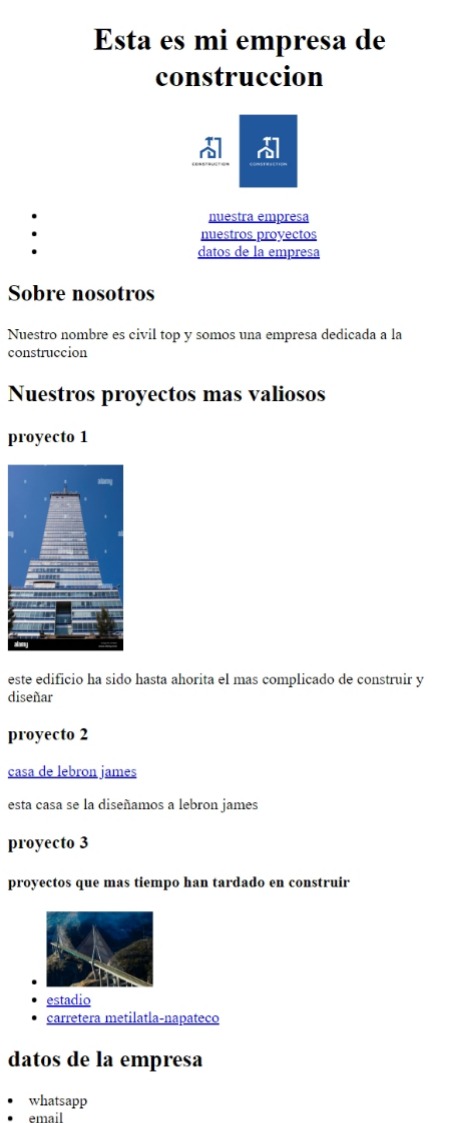 Esta es mi empresa de
construccion
CONSTRUCTION
CONSTRUCTION
nuestra empresa
nuestros proyectos
datos de la empresa
Sobre nosotros
Nuestro nombre es civil top y somos una empresa dedicada a la
construccion
Nuestros proyectos mas valiosos
proyecto 1
alamy
alamy
este edificio ha sido hasta ahorita el mas complicado de construir y
diseñar
proyecto 2
casa de lebron james
esta casa se la diseñamos a lebron james
proyecto 3
proyectos que mas tiempo han tardado en construir
estadio
carretera metilatla-napateco
datos de la empresa
whatsapp
email